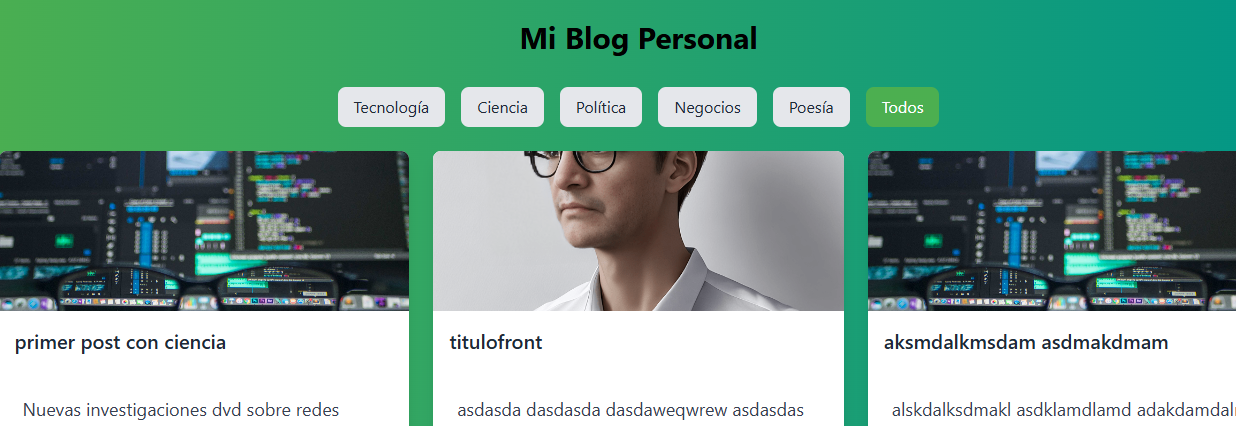 Mi Blog Personal
Tecnología Ciencia Política Negocios Poesía Todos
primer post con ciencia
titulofront
aksmdalkmsdam asdmakdmam
Nuevas investigaciones dvd sobre redes
asdasda dasdasda dasdaweqwrew asdasdas
alskdalksdmakl asdklamdlamd